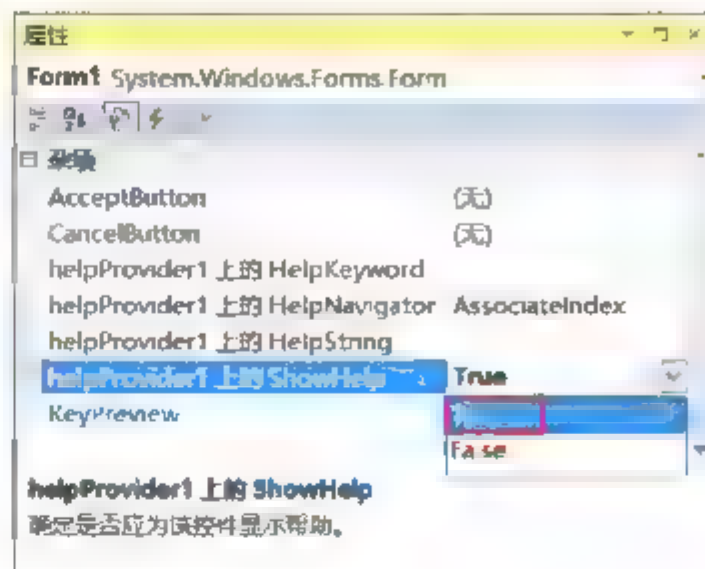 属性
Form1 System.Windows.Forms.Form
杂项
AcceptButton (无)
CancelButton (无)
helpProvider1 上的 HelpKeyword
helpProvider1 上的 HelpNavigator AssociateIndex
helpProvider1 上的 HelpString
helpProvider1 上的 ShowHelp True
KeyPreview
False
helpProvider1 上的 ShowHelp
确定是否应为该控件显示帮助。